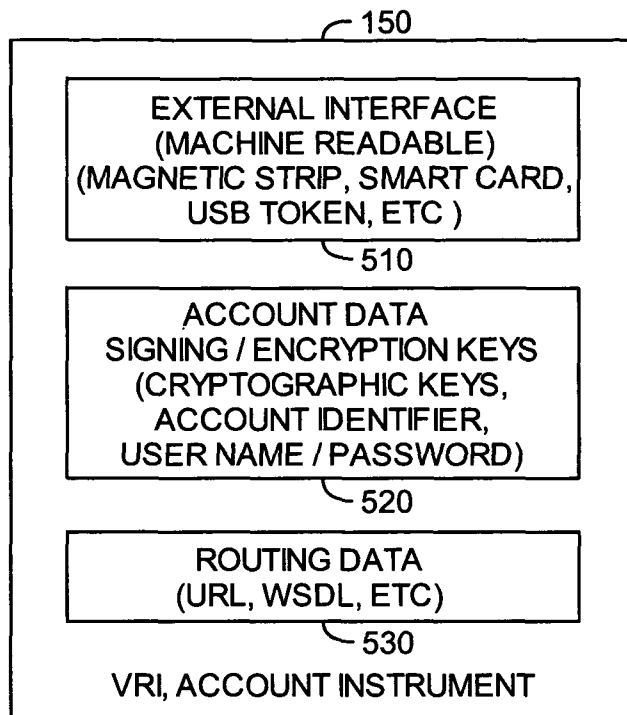 150
EXTERNAL INTERFACE
(MACHINE READABLE)
(MAGNETIC STRIP, SMART CARD,
USB TOKEN, ETC )
510
ACCOUNT DATA
SIGNING / ENCRYPTION KEYS
(CRYPTOGRAPHIC KEYS,
ACCOUNT IDENTIFIER,
USER NAME / PASSWORD)
520
ROUTING DATA
(URL, WSDL, ETC)
530
VRI, ACCOUNT INSTRUMENT